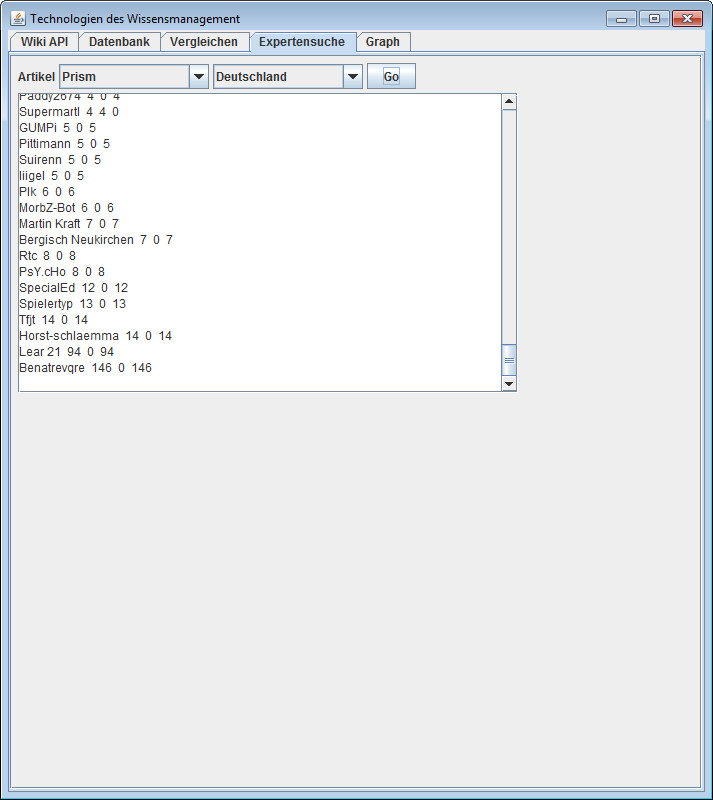 Technologien des Wissensmanagement
Wiki API Datenbank Vergleichen Expertensuche Graph
Artikel Prism Deutschland Go
Paddy2674 4 0 4
Supermartl 4 4 0
GUMPi 5 0 5
Pittimann 5 0 5
Suirenn 5 0 5
liigel 5 0 5
Plk 6 0 6
MorbZ-Bot 6 0 6
Martin Kraft 7 0 7
Bergisch Neukirchen 7 0 7
Rtc 8 0 8
PsY.cHo 8 0 8
SpecialEd 12 0 12
Spielertyp 13 0 13
Tfjt 14 0 14
Horst-schlaemma 14 0 14
Lear 21 94 0 94
Benatrevqre 146 0 146